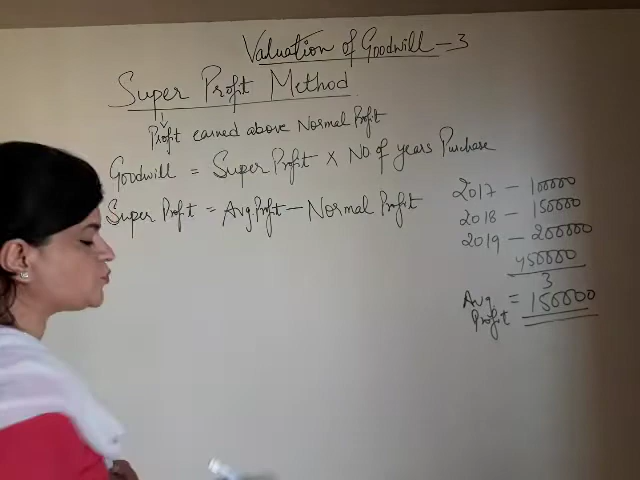 Valuation of Goodwill - 3
Super Profit Method
Profit earned above Normal Profit
Goodwill = Super Profit × No of years Purchase
Super Profit = Avg. Profit - Normal Profit
2017 - 100000
2018 - 150000
2019 - 200000
450000
3
Avg Profit = 150000